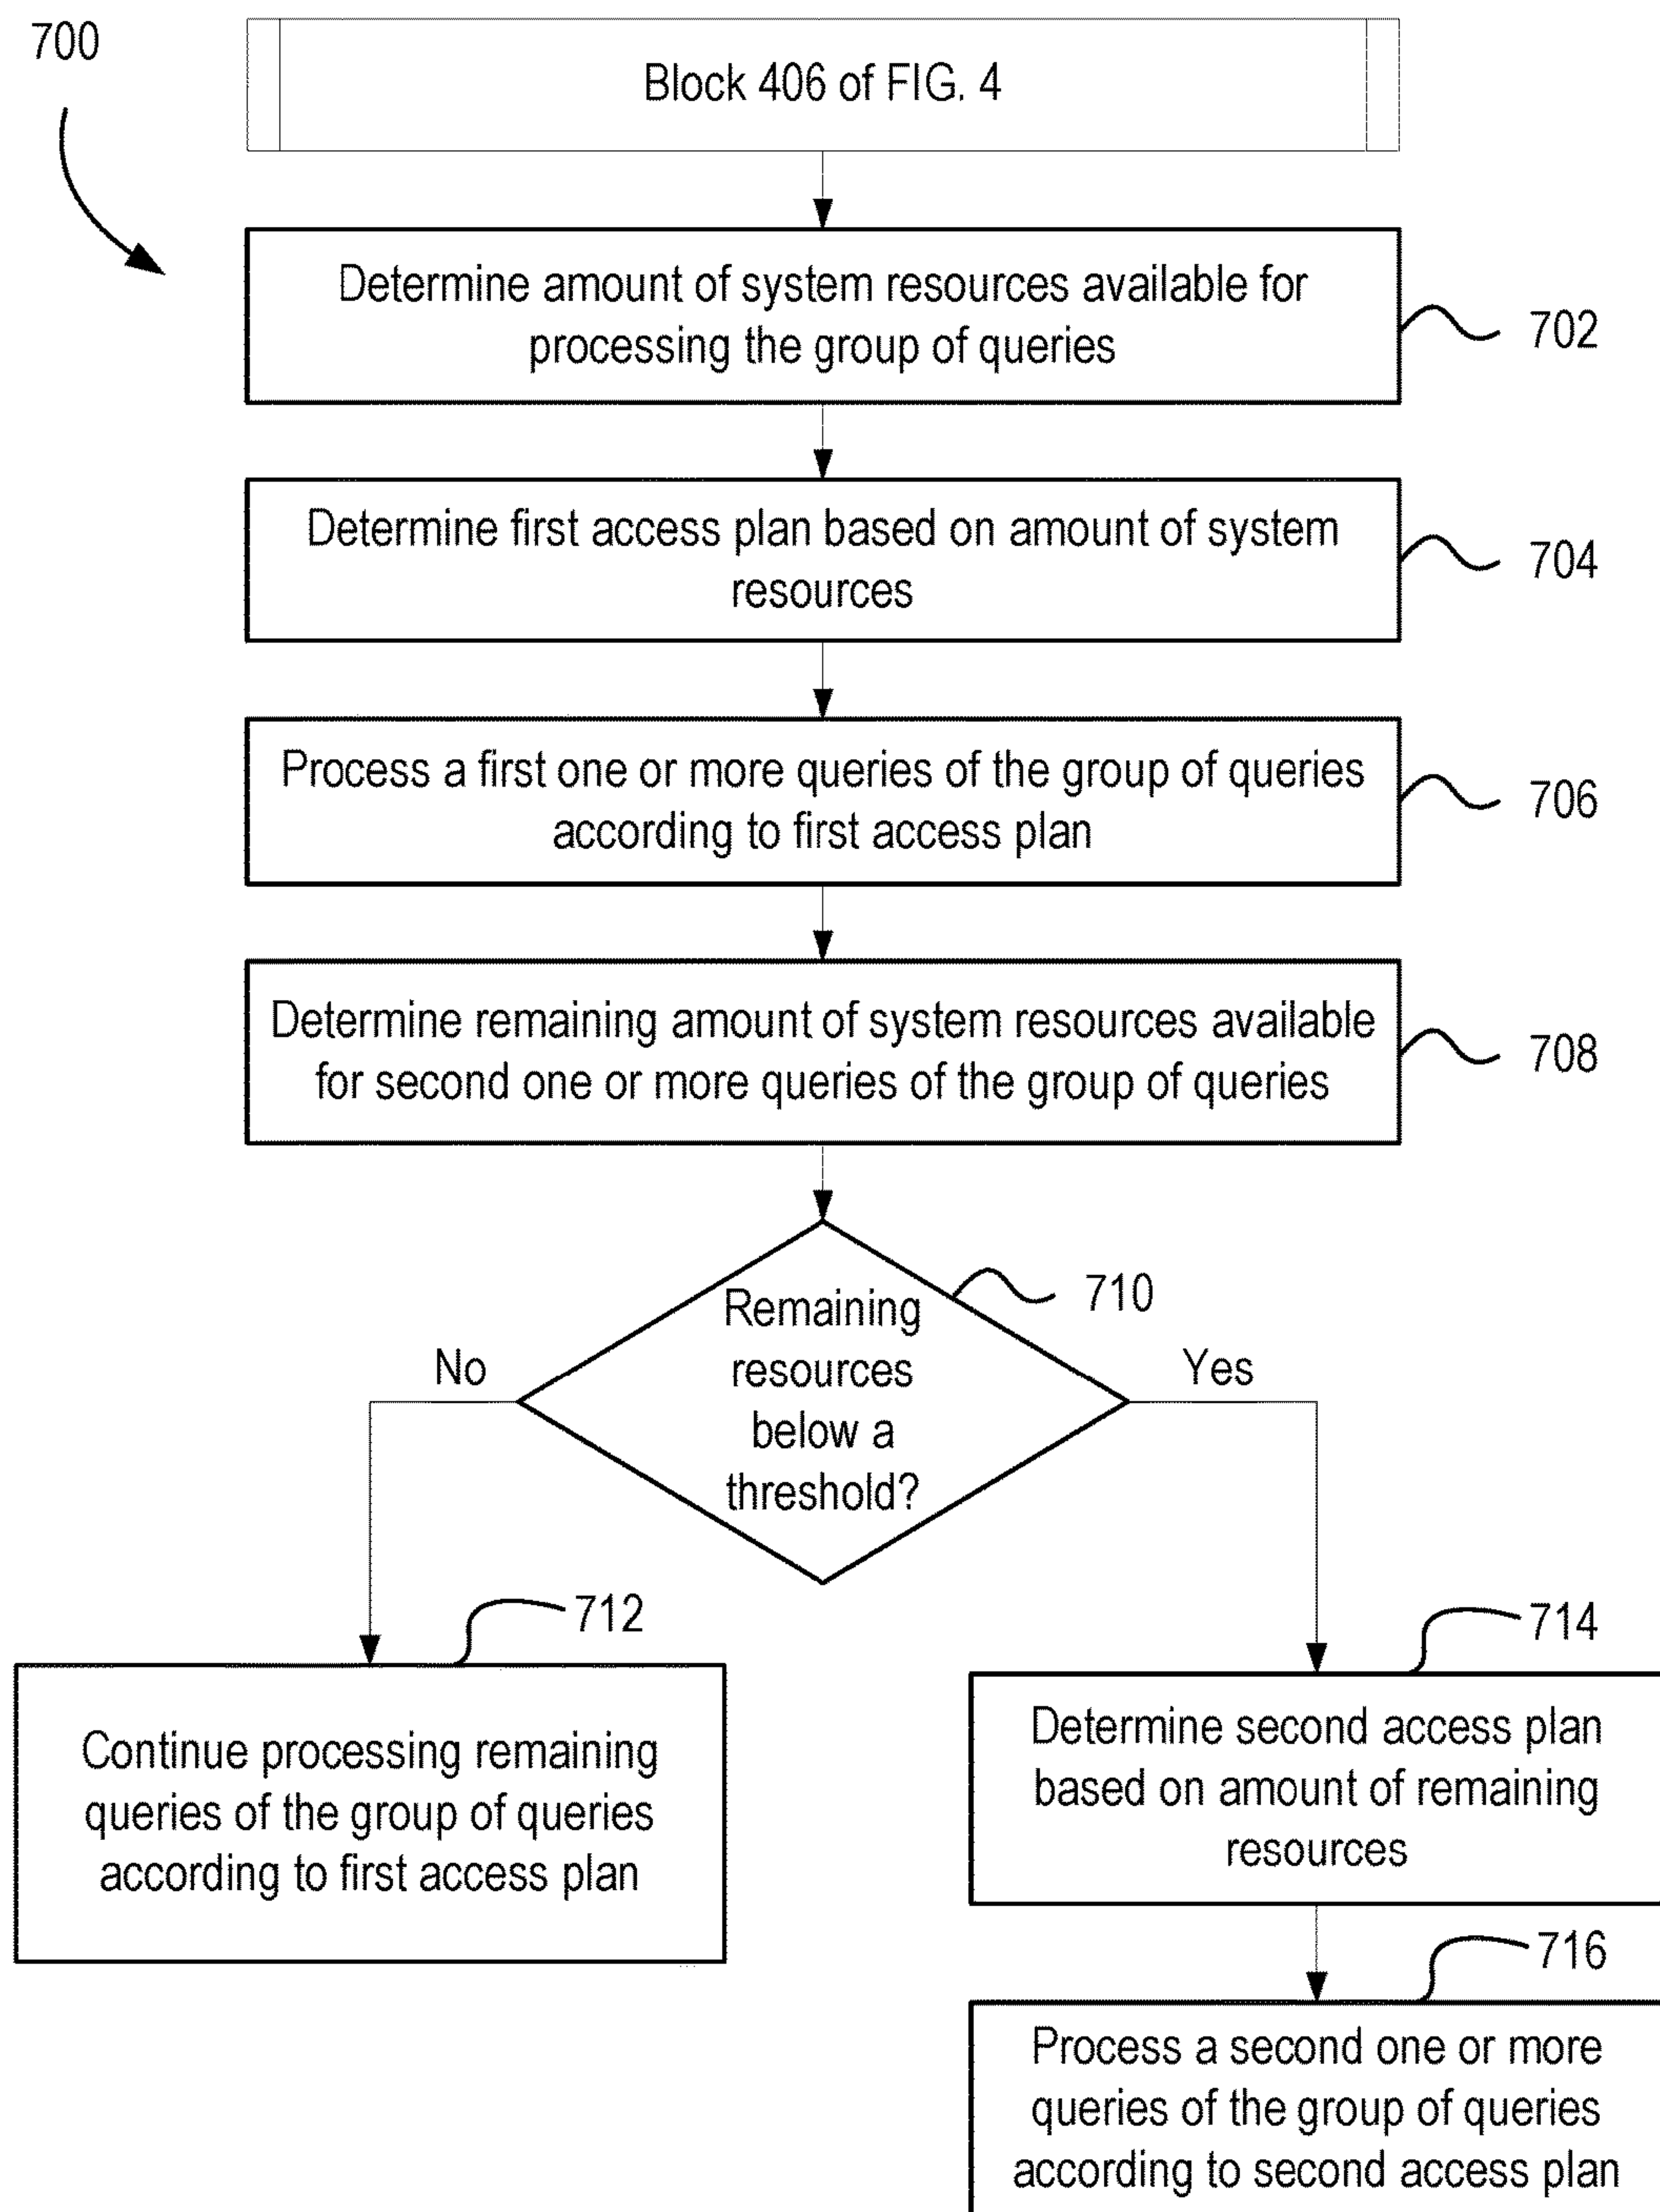 700
Block 406 of FIG. 4
Determine amount of system resources available for
processing the group of queries
702
Determine first access plan based on amount of system
resources
704
Process a first one or more queries of the group of queries
according to first access plan
706
Determine remaining amount of system resources available
for second one or more queries of the group of queries
708
Remaining
resources
below a
threshold?
710
No
Yes
712
Continue processing remaining
queries of the group of queries
according to first access plan
714
Determine second access plan
based on amount of remaining
resources
716
Process a second one or more
queries of the group of queries
according to second access plan